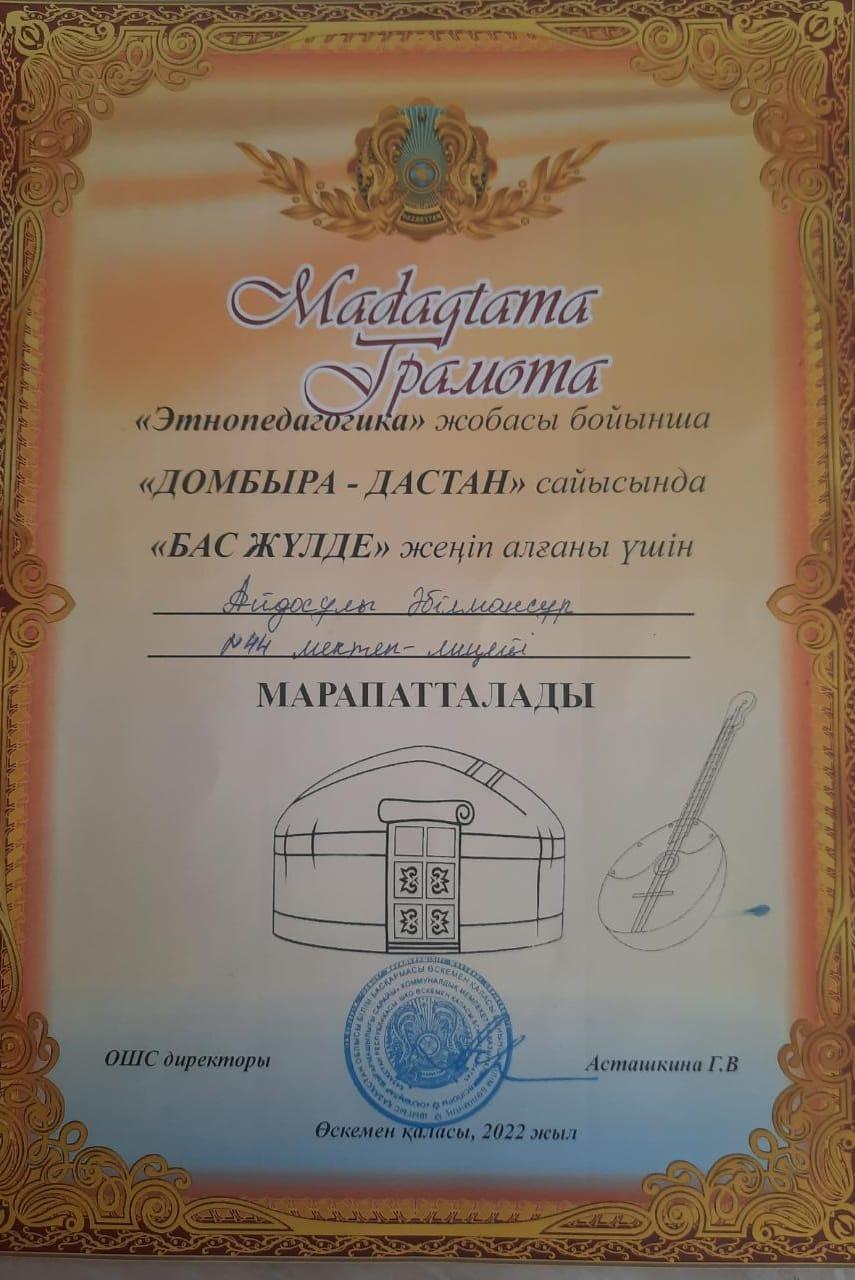 ҚАЗАҚСТАН
Madaqtama
Грамота
«Этнопедагогика» жобасы бойынша
«ДОМБЫРА - ДАСТАН» сайысында
«БАС ЖҮЛДЕ» жеңіп алғаны үшін
Айдосұлы Әбілмансұр
№44 мектеп-лицейі
МАРАПАТТАЛАДЫ
ОШС директоры
Асташкина Г.В
Өскемен қаласы, 2022 жыл